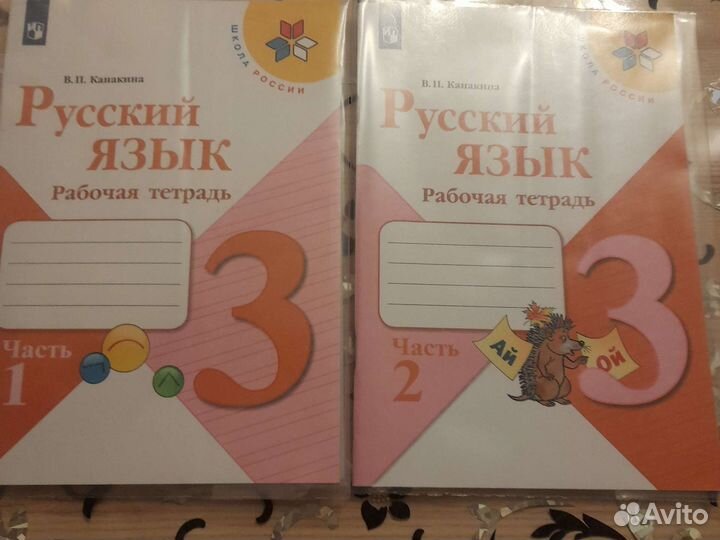 ШКОЛА РОССИИ
В. П. Канакина
Русский
язык
Рабочая тетрадь
3
Часть
1
ШКОЛА РОССИИ
В. П. Канакина
Русский
язык
Рабочая тетрадь
3
Часть
2
АЙ
ОЙ
Avito